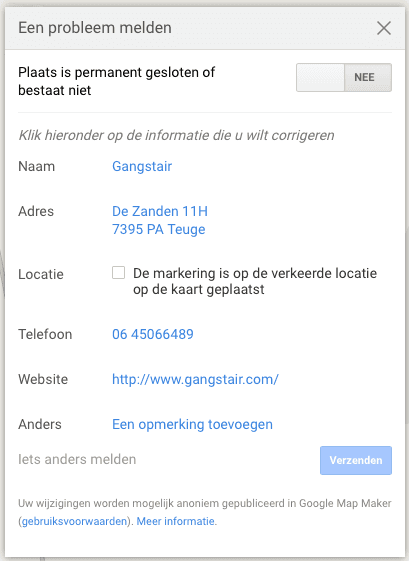 Een probleem melden
Plaats is permanent gesloten of
bestaat niet
NEE
Klik hieronder op de informatie die u wilt corrigeren
Naam Gangstair
Adres De Zanden 11H
7395 PA Teuge
Locatie De markering is op de verkeerde locatie
op de kaart geplaatst
Telefoon 06 45066489
Website http://www.gangstair.com/
Anders Een opmerking toevoegen
Iets anders melden Verzenden
Uw wijzigingen worden mogelijk anoniem gepubliceerd in Google Map Maker
(gebruiksvoorwaarden). Meer informatie.